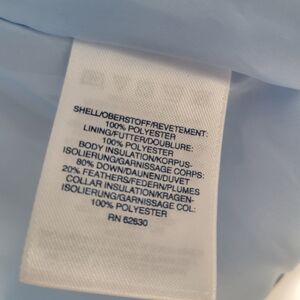 SHELL/OBERSTOFF/REVETEMENT:
100% POLYESTER
LINING/FUTTER/DOUBLURE:
100% POLYESTER
BODY INSULATION/KORPUS-
ISOLIERUNG/GARNISSAGE CORPS:
80% DOWN/DAUNEN/DUVET
20% FEATHERS/FEDERN/PLUMES
COLLAR INSULATION/KRAGEN-
ISOLIERUNG/GARNISSAGE COL:
100% POLYESTER
RN 62630